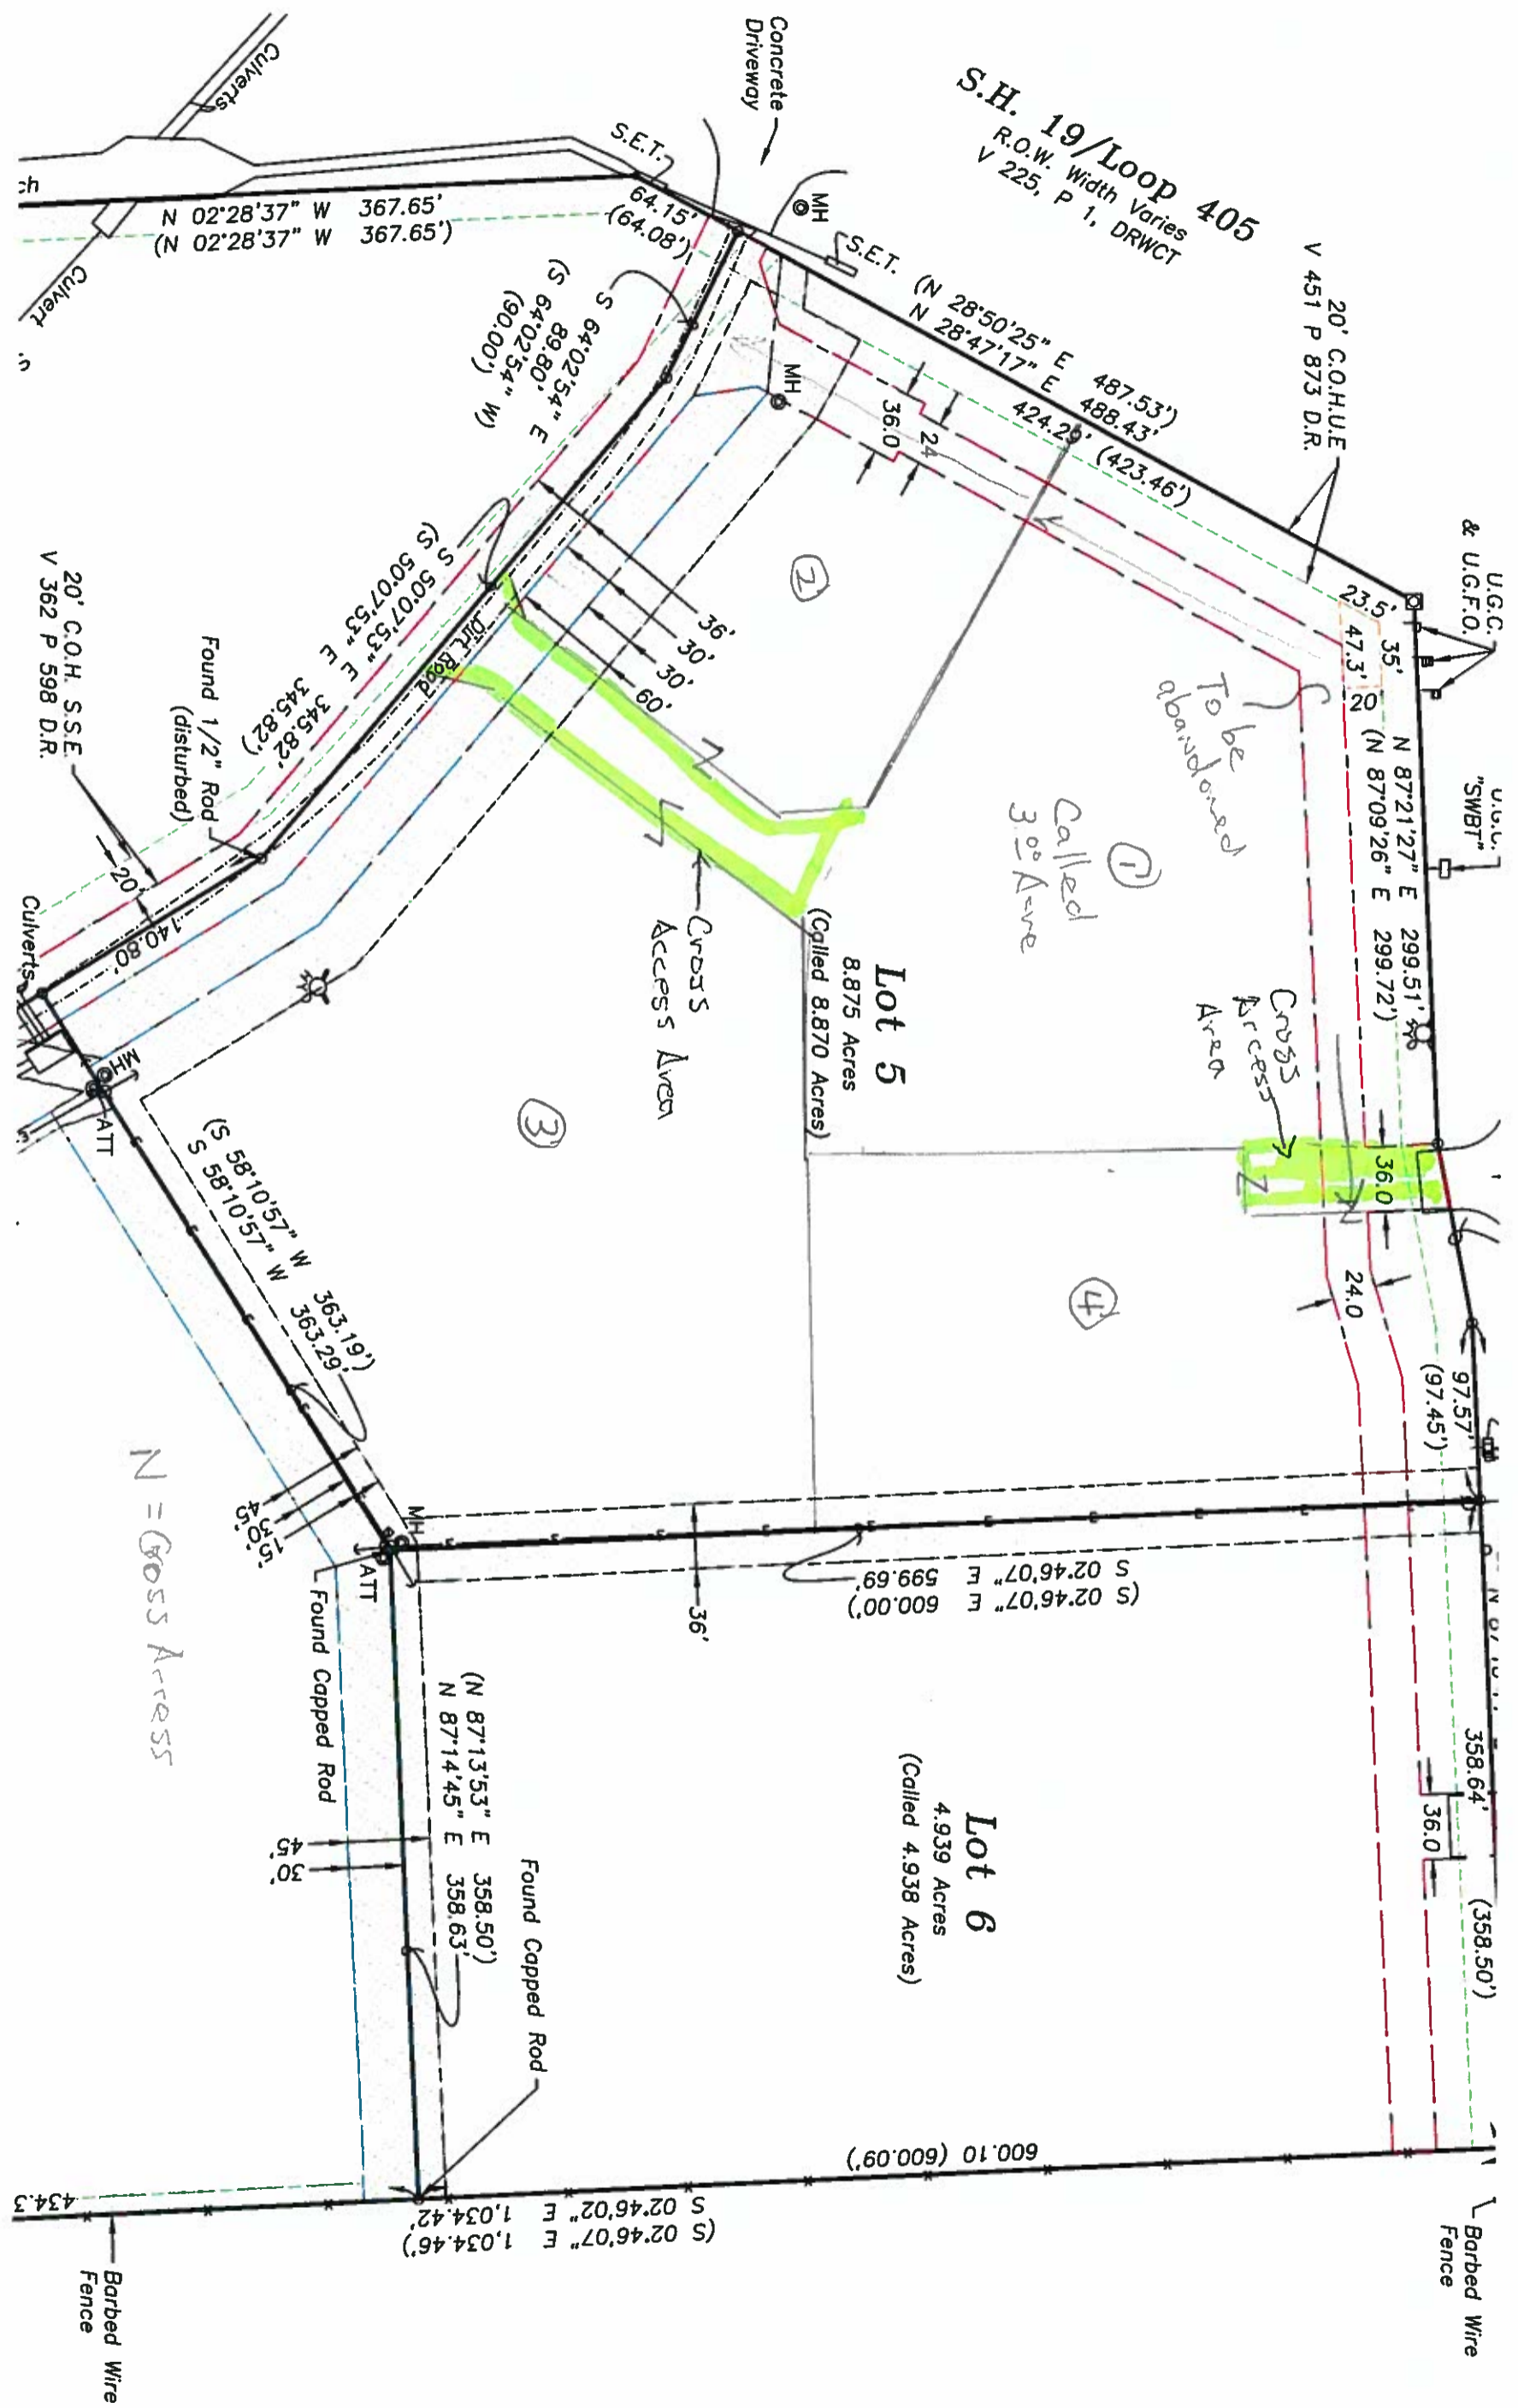 S.H. 19/Loop 405
R.O.W. Width Varies
V 225, P 1, DRWCT
Concrete
Driveway
Culverts
Culvert
N 02°28'37" W 367.65'
(N 02°28'37" W 367.65')
S.E.T.
64.15'
(64.08')
MH
S.E.T.
(N 28°50'25" E 487.53')
N 28°47'17" E 488.43'
424.29' (423.46')
20' C.O.H.U.E
V 451 P 873 D.R.
U.G.C.
& U.G.F.O.
U.G.C.
"SWBT"
23.5'
35'
47.3'
20
N 87°21'27" E 299.51'
(N 87°09'26" E 299.72')
36.0
24
MH
S 64°02'54" E
89.80'
(S 64°02'54" W)
(90.00')
36'
30'
30'
60'
Dirt Road
S 50°07'53" E 345.82'
(S 50°07'53" E 345.82')
Found 1/2" Rod
(disturbed)
20' C.O.H. S.S.E.
V 362 P 598 D.R.
20'
140.80'
Culverts
MH
ATT
2
To be
abandoned
1
Called
3.00 Acre
Lot 5
8.875 Acres
(Called 8.870 Acres)
Cross
Access Area
Cross
Access
Area
36.0
24.0
3
4
97.57'
(97.45')
(S 58°10'57" W 363.19')
S 58°10'57" W 363.29'
45'
30'
15'
MH
ATT
Found Capped Rod
N = Cross Access
S 02°46'07" E 599.69'
(S 02°46'07" E 600.00')
36'
358.64'
(358.50')
36.0
Lot 6
4.939 Acres
(Called 4.938 Acres)
(N 87°13'53" E 358.50')
N 87°14'45" E 358.63'
45'
30'
Found Capped Rod
600.10 (600.09')
S 02°46'02" E 1,034.42'
(S 02°46'07" E 1,034.46')
434.3
Barbed Wire
Fence
Barbed Wire
Fence